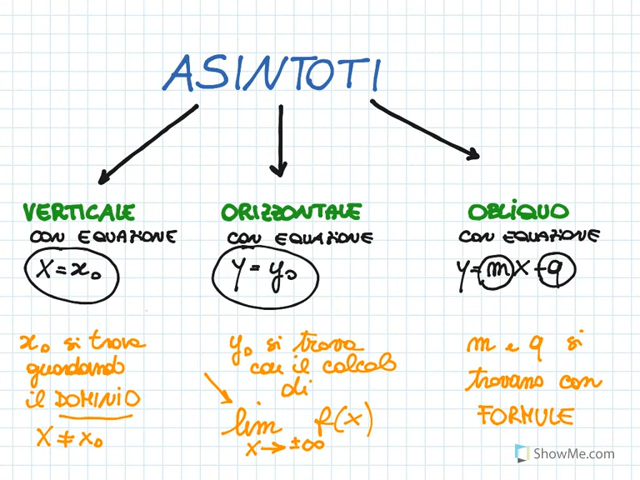 ASINTOTI
VERTICALE
CON EQUAZIONE
X = x₀
x₀ si trova
guardando
il DOMINIO
X ≠ x₀
ORIZZONTALE
CON EQUAZIONE
Y = y₀
y₀ si trova
con il calcolo
di
lim f(x)
X → ±∞
OBLIQUO
CON EQUAZIONE
Y = mX + q
m e q si
trovano con
FORMULE
ShowMe.com